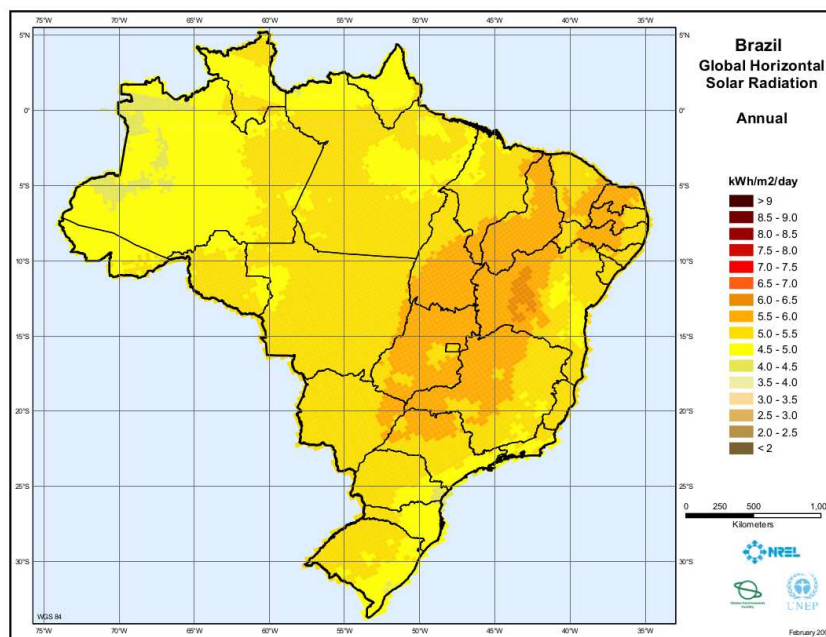 75°W 70°W 65°W 60°W 55°W 50°W 45°W 40°W 35°W
5°N 5°N
0° 0°
5°S 5°S
10°S 10°S
15°S 15°S
20°S 20°S
25°S 25°S
30°S 30°S
75°W 70°W 65°W 60°W 55°W 50°W 45°W 40°W 35°W
WGS 84
Brazil
Global Horizontal
Solar Radiation
Annual
kWh/m2/day
> 9
8.5 - 9.0
8.0 - 8.5
7.5 - 8.0
7.0 - 7.5
6.5 - 7.0
6.0 - 6.5
5.5 - 6.0
5.0 - 5.5
4.5 - 5.0
4.0 - 4.5
3.5 - 4.0
3.0 - 3.5
2.5 - 3.0
2.0 - 2.5
< 2
0 250 500 1,00
Kilometers
NREL
UNEP
February 200